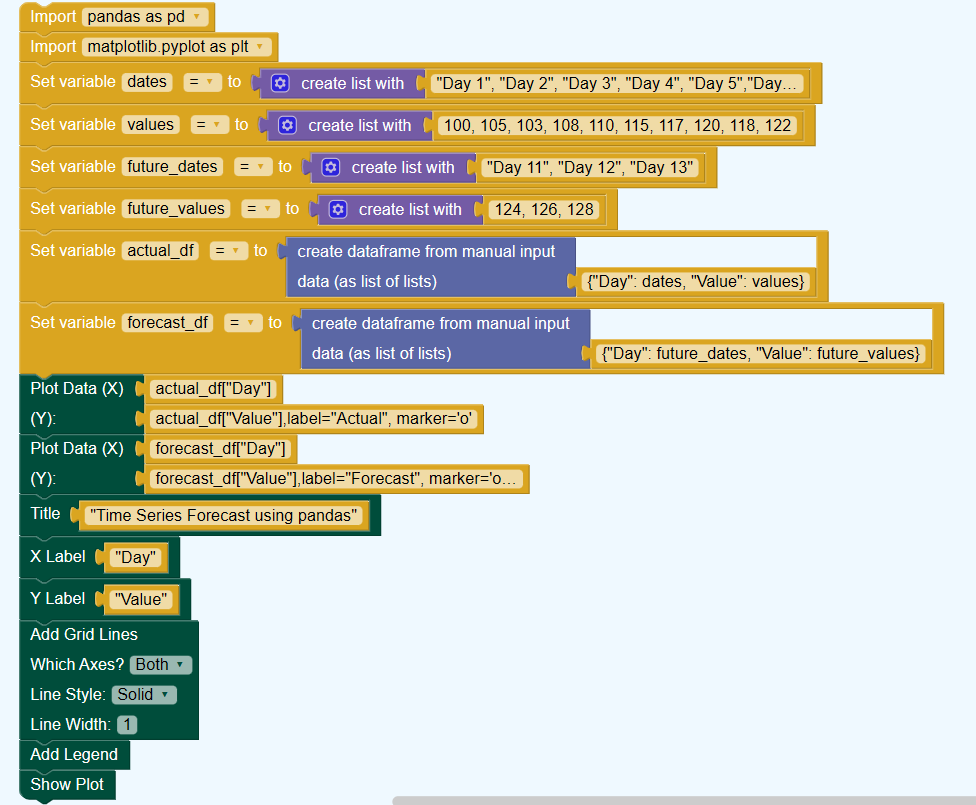 Import pandas as pd
Import matplotlib.pyplot as plt
Set variable dates = to create list with "Day 1", "Day 2", "Day 3", "Day 4", "Day 5","Day...
Set variable values = to create list with 100, 105, 103, 108, 110, 115, 117, 120, 118, 122
Set variable future_dates = to create list with "Day 11", "Day 12", "Day 13"
Set variable future_values = to create list with 124, 126, 128
Set variable actual_df = to create dataframe from manual input
data (as list of lists) {"Day": dates, "Value": values}
Set variable forecast_df = to create dataframe from manual input
data (as list of lists) {"Day": future_dates, "Value": future_values}
Plot Data (X) actual_df["Day"]
(Y): actual_df["Value"],label="Actual", marker='o'
Plot Data (X) forecast_df["Day"]
(Y): forecast_df["Value"],label="Forecast", marker='o...
Title "Time Series Forecast using pandas"
X Label "Day"
Y Label "Value"
Add Grid Lines
Which Axes? Both
Line Style: Solid
Line Width: 1
Add Legend
Show Plot